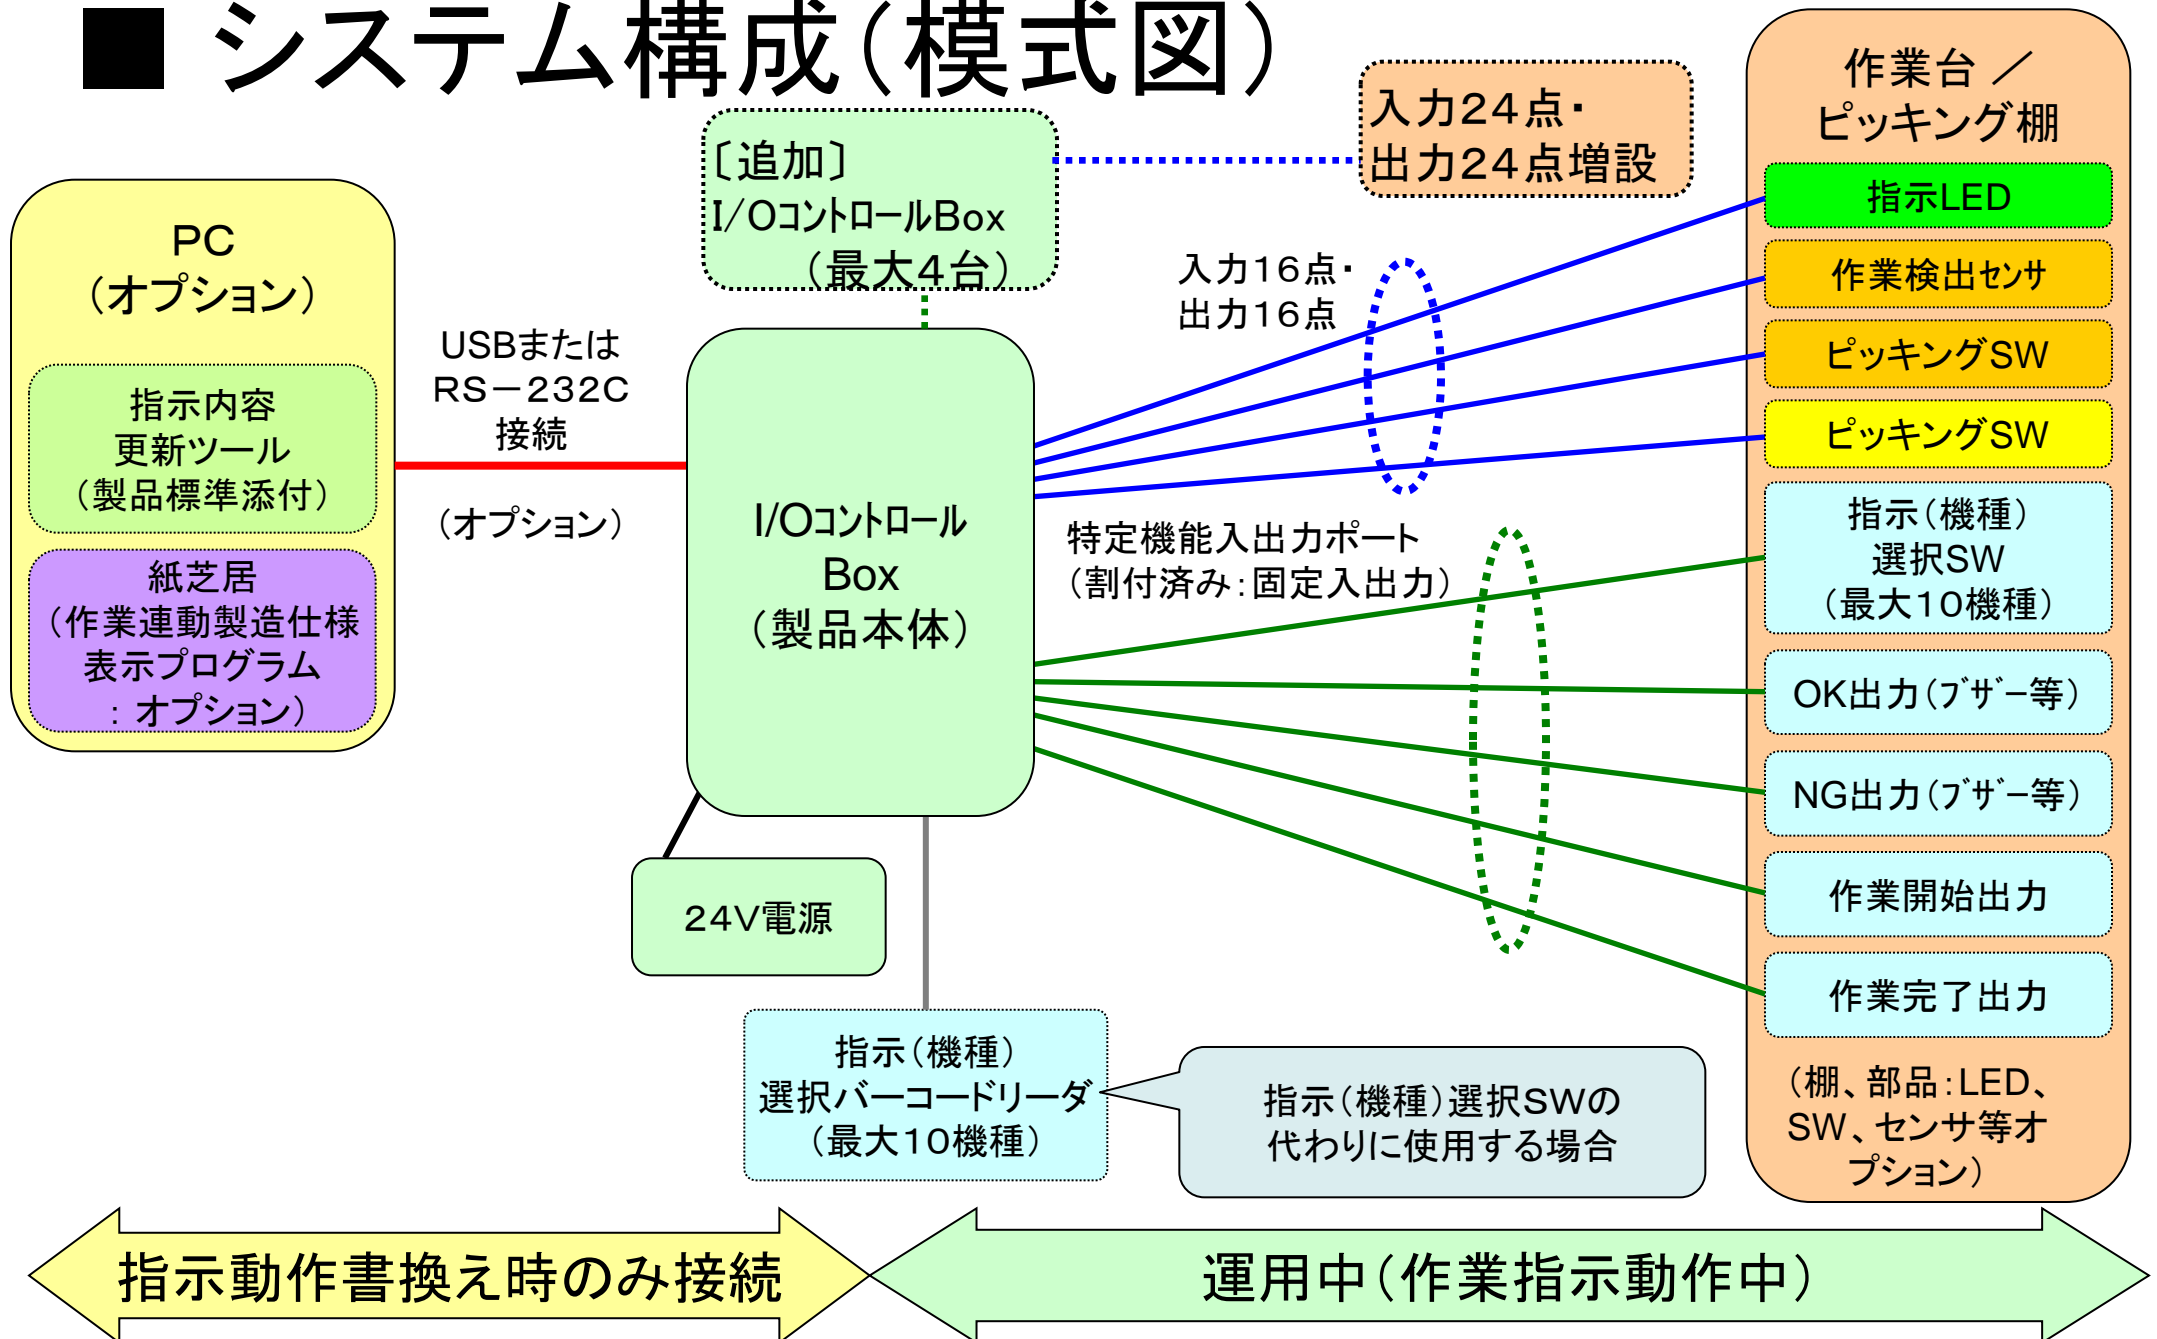 ■ システム構成（模式図）
PC
（オプション）
指示内容
更新ツール
（製品標準添付）
紙芝居
（作業連動製造仕様
表示プログラム
：オプション）
USBまたは
RS－232C
接続
（オプション）
〔追加〕
I/OｺﾝﾄﾛｰﾙBox
（最大4台）
入力24点・
出力24点増設
I/Oｺﾝﾄﾛｰﾙ
Box
（製品本体）
24V電源
指示（機種）
選択バーコードリーダ
（最大10機種）
指示（機種）選択SWの
代わりに使用する場合
入力16点・
出力16点
特定機能入出力ポート
（割付済み：固定入出力）
作業台 ／
ピッキング棚
指示LED
作業検出ｾﾝｻ
ピッキングSW
ピッキングSW
指示（機種）
選択SW
（最大10機種）
OK出力（ﾌﾞｻﾞｰ等）
NG出力（ﾌﾞｻﾞｰ等）
作業開始出力
作業完了出力
（棚、部品：LED、
SW、センサ等オ
プション）
指示動作書換え時のみ接続
運用中（作業指示動作中）